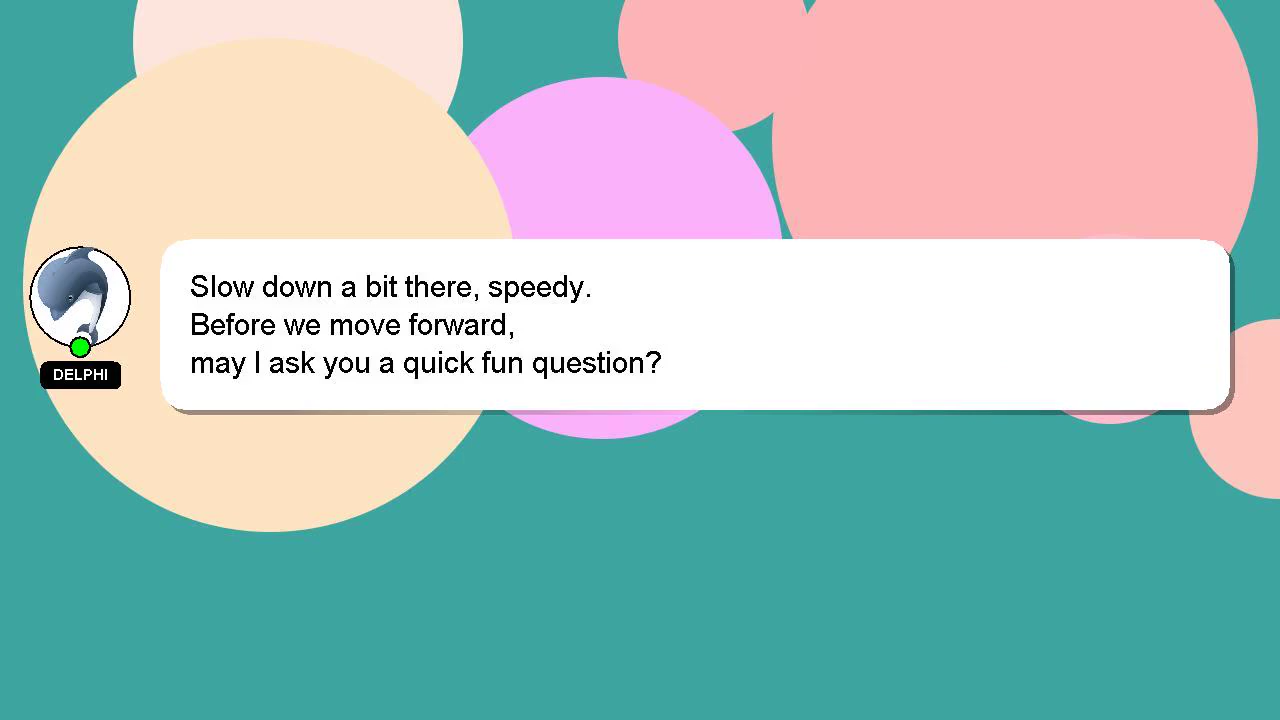 Slow down a bit there, speedy.
Before we move forward,
may I ask you a quick fun question?
DELPHI